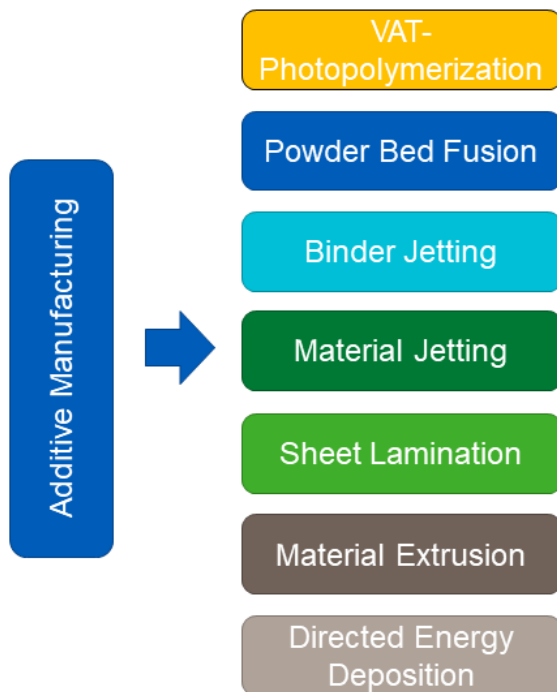 VAT-
Photopolymerization
Powder Bed Fusion
Binder Jetting
Additive Manufacturing
Material Jetting
Sheet Lamination
Material Extrusion
Directed Energy
Deposition